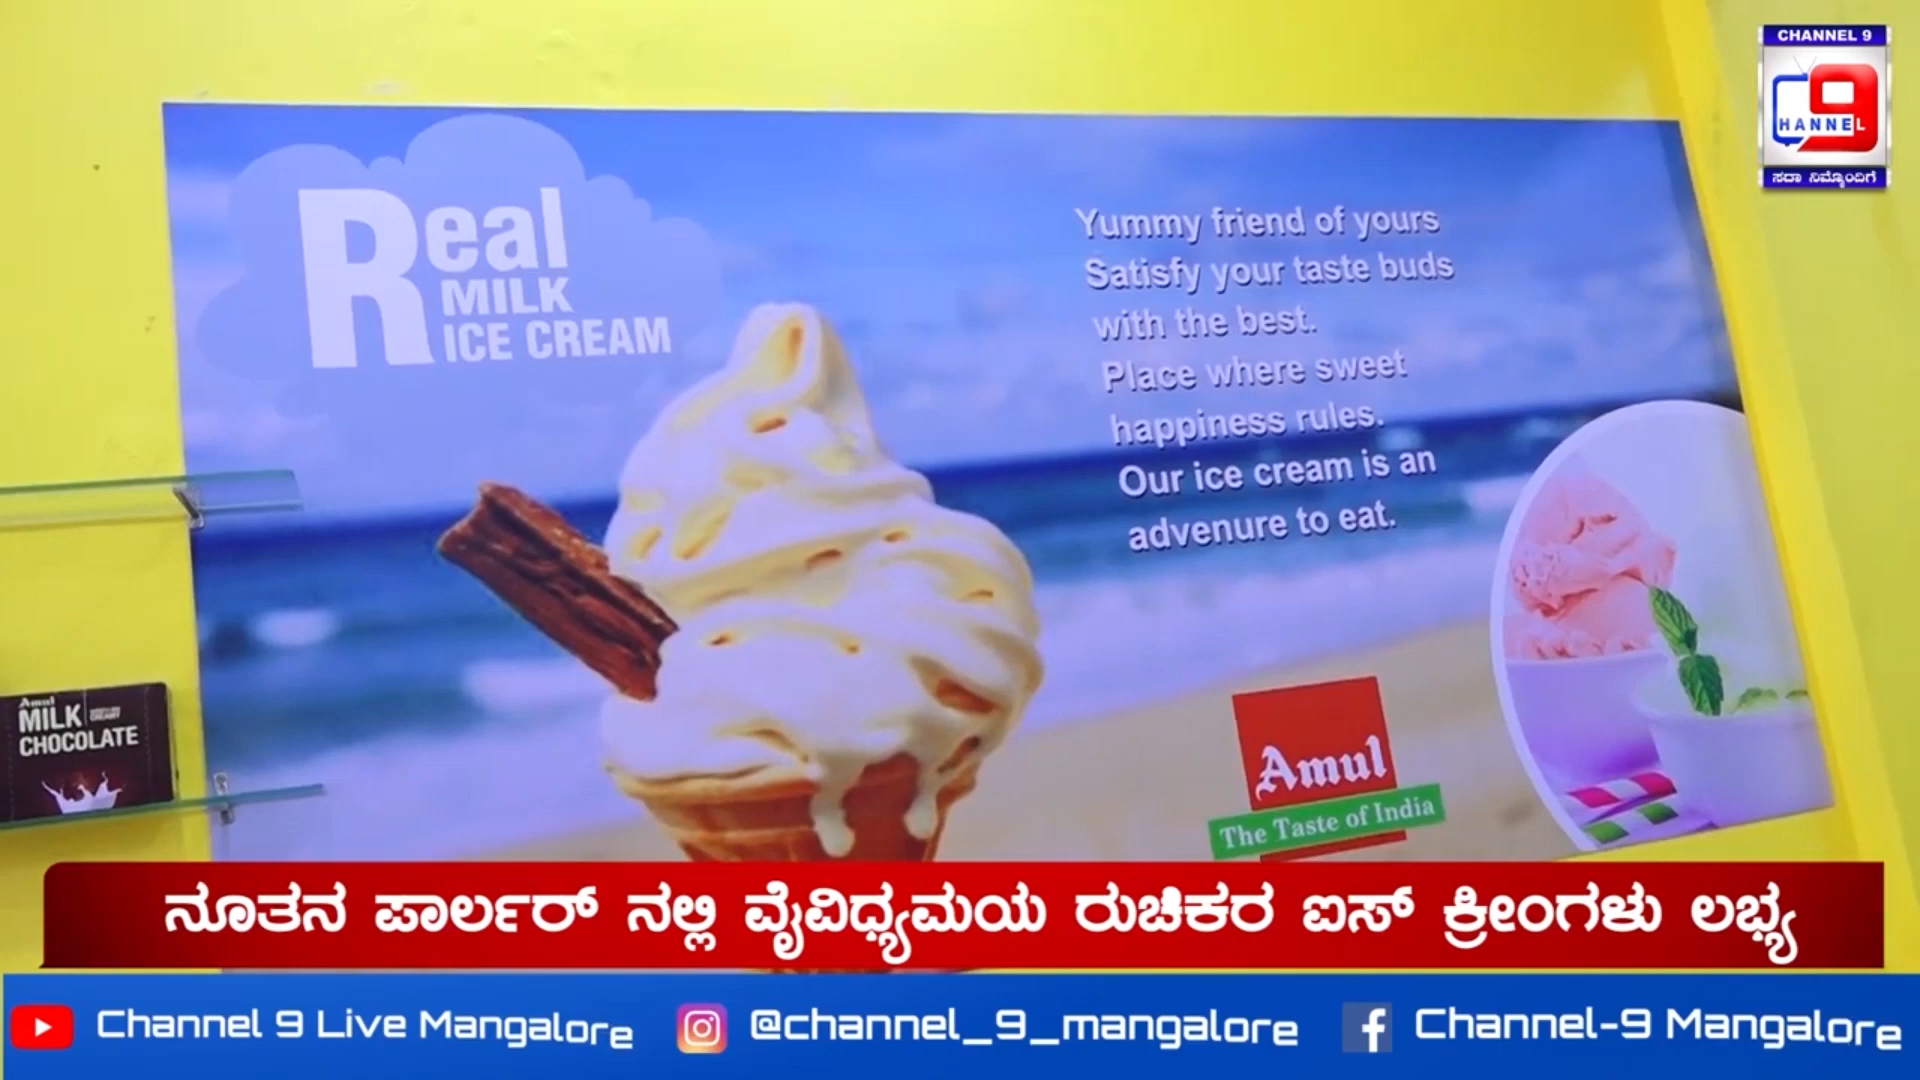 CHANNEL 9
9
HANNEL
ಸದಾ ನಿಮ್ಮೊಂದಿಗೆ
Real
MILK
ICE CREAM
Yummy friend of yours
Satisfy your taste buds
with the best.
Place where sweet
happiness rules.
Our ice cream is an
advenure to eat.
Amul
MILK
CHOCOLATE
Amul
The Taste of India
ನೂತನ ಪಾರ್ಲರ್ ನಲ್ಲಿ ವೈವಿಧ್ಯಮಯ ರುಚಿಕರ ಐಸ್ ಕ್ರೀಂಗಳು ಲಭ್ಯ
Channel 9 Live Mangalore @channel_9_mangalore Channel-9 Mangalore